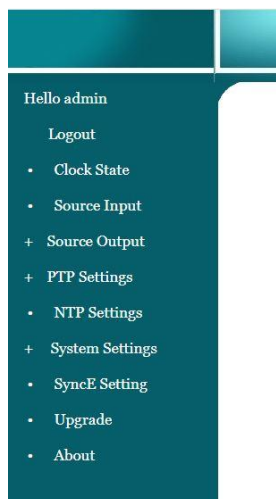 Hello admin
Logout
• Clock State
• Source Input
+ Source Output
+ PTP Settings
• NTP Settings
+ System Settings
• SyncE Setting
• Upgrade
• About